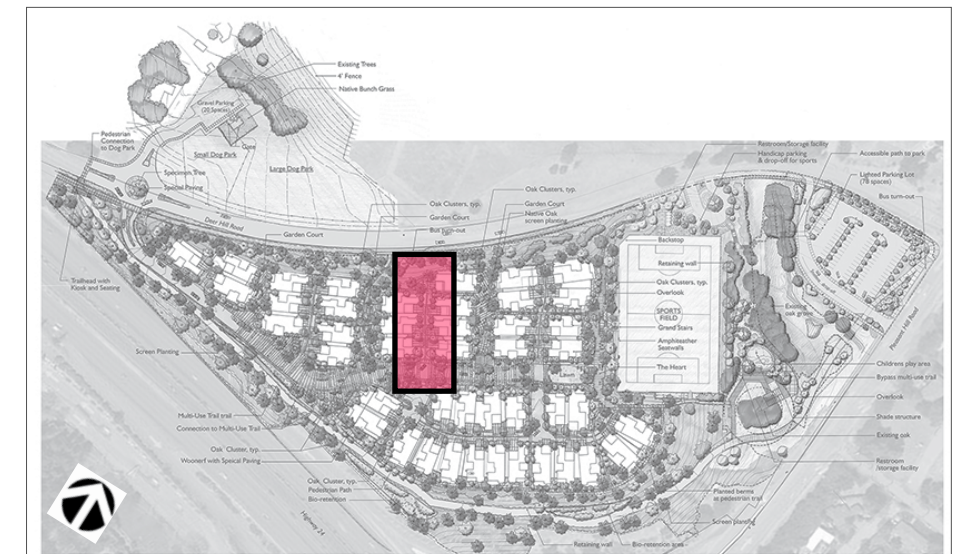 Existing Trees
4' Fence
Native Bunch Grass
Gravel Parking
(20 Spaces)
Pedestrian
Connection
to Dog Park
Gate
Small Dog Park
Large Dog Park
Specimen Tree
Special Paving
Deer Hill Road
Garden Court
Oak Clusters, typ.
Garden Court
Bus turn-out
Oak Clusters, typ.
Garden Court
Native Oak
screen planting
Restroom/Storage facility
Handicap parking
& drop-off for sports
Accessible path to park
Lighted Parking Lot
(78 spaces)
Bus turn-out
Trailhead with
Kiosk and Seating
Backstop
Retaining wall
Oak Clusters, typ.
Overlook
SPORTS
FIELD
Grand Stairs
Amphiteather
Seatwalls
The Heart
Existing
oak grove
Pleasant Hill Road
Screen Planting
Childrens play area
Bypass multi-use trail
Overlook
Shade structure
Existing oak
Restroom
/storage facility
Multi-Use Trail trail
Connection to Multi-Use Trail
Oak Cluster, typ.
Woonerf with Speical Paving
Oak Cluster, typ.
Pedestrian Path
Bio-retention
Highway 24
Planted berms
at pedestrian trail
Screen planting
Retaining wall
Bio-retention area